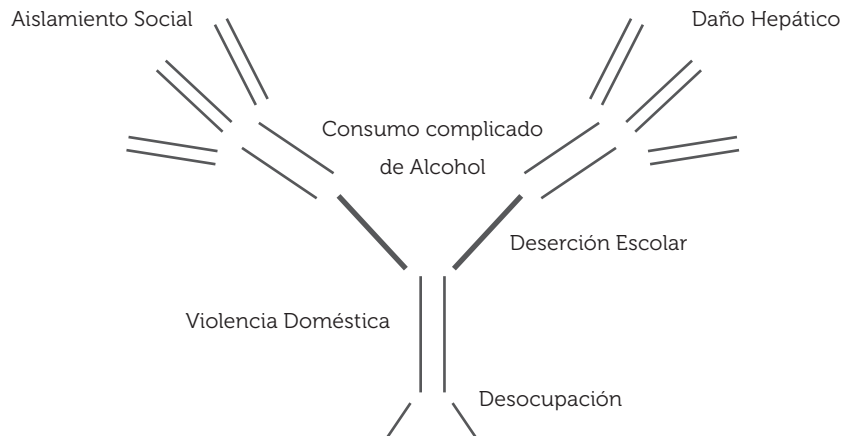 Aislamiento Social
Daño Hepático
Consumo complicado
de Alcohol
Deserción Escolar
Violencia Doméstica
Desocupación